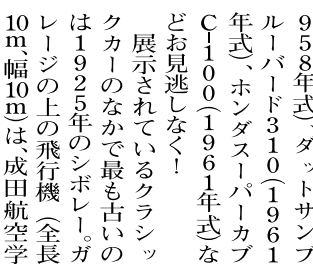 958年式)、ダットサンブ
ルーバード310(1961
年式)、ホンダスーパーカブ
C-100(1961年式)な
どお見逃しなく!
展示されているクラシッ
クカーのなかで最も古いの
は1925年のシボレー。ガ
レージの上の飛行機(全長
10m、幅10m)は、成田航空学